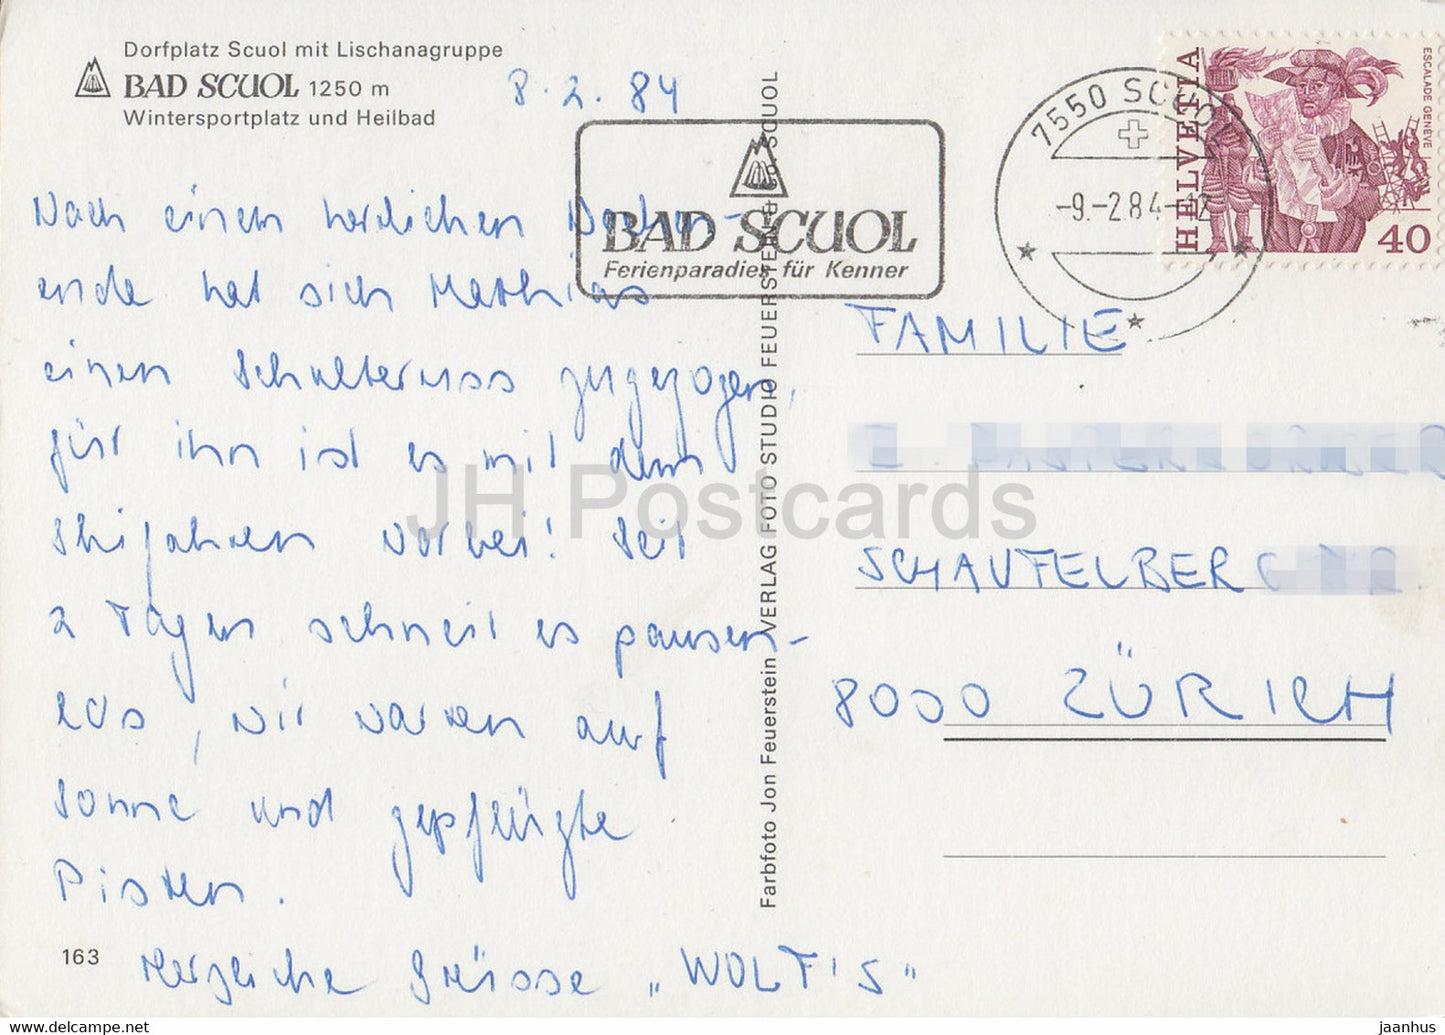 Dorfplatz Scuol mit Lischanagruppe
BAD SCUOL 1250 m
Wintersportplatz und Heilbad
8.2.84
Nach einem herrlichen Wochen-
ende hat sich Mathias
einen Schulterriss zugezogen,
für ihn ist es mit dem
Skifahren vorbei! Seit
2 Tagen schneit es pausen-
los, wir warten auf
Sonne und gepfleigte
Pisten.
Herzliche Grüsse „WOLF'S"
163
BAD SCUOL
Ferienparadies für Kenner
7550 SCUOL
-9.-2.84-12
HELVETIA
ESCALADE GENÈVE
40
Farbfoto Jon Feuerstein VERLAG FOTO STUDIO FEUERSTEIN SCUOL
FAMILIE
SCHAUFELBERG
8000 ZÜRICH
JH Postcards
jaanhus delcampe.net